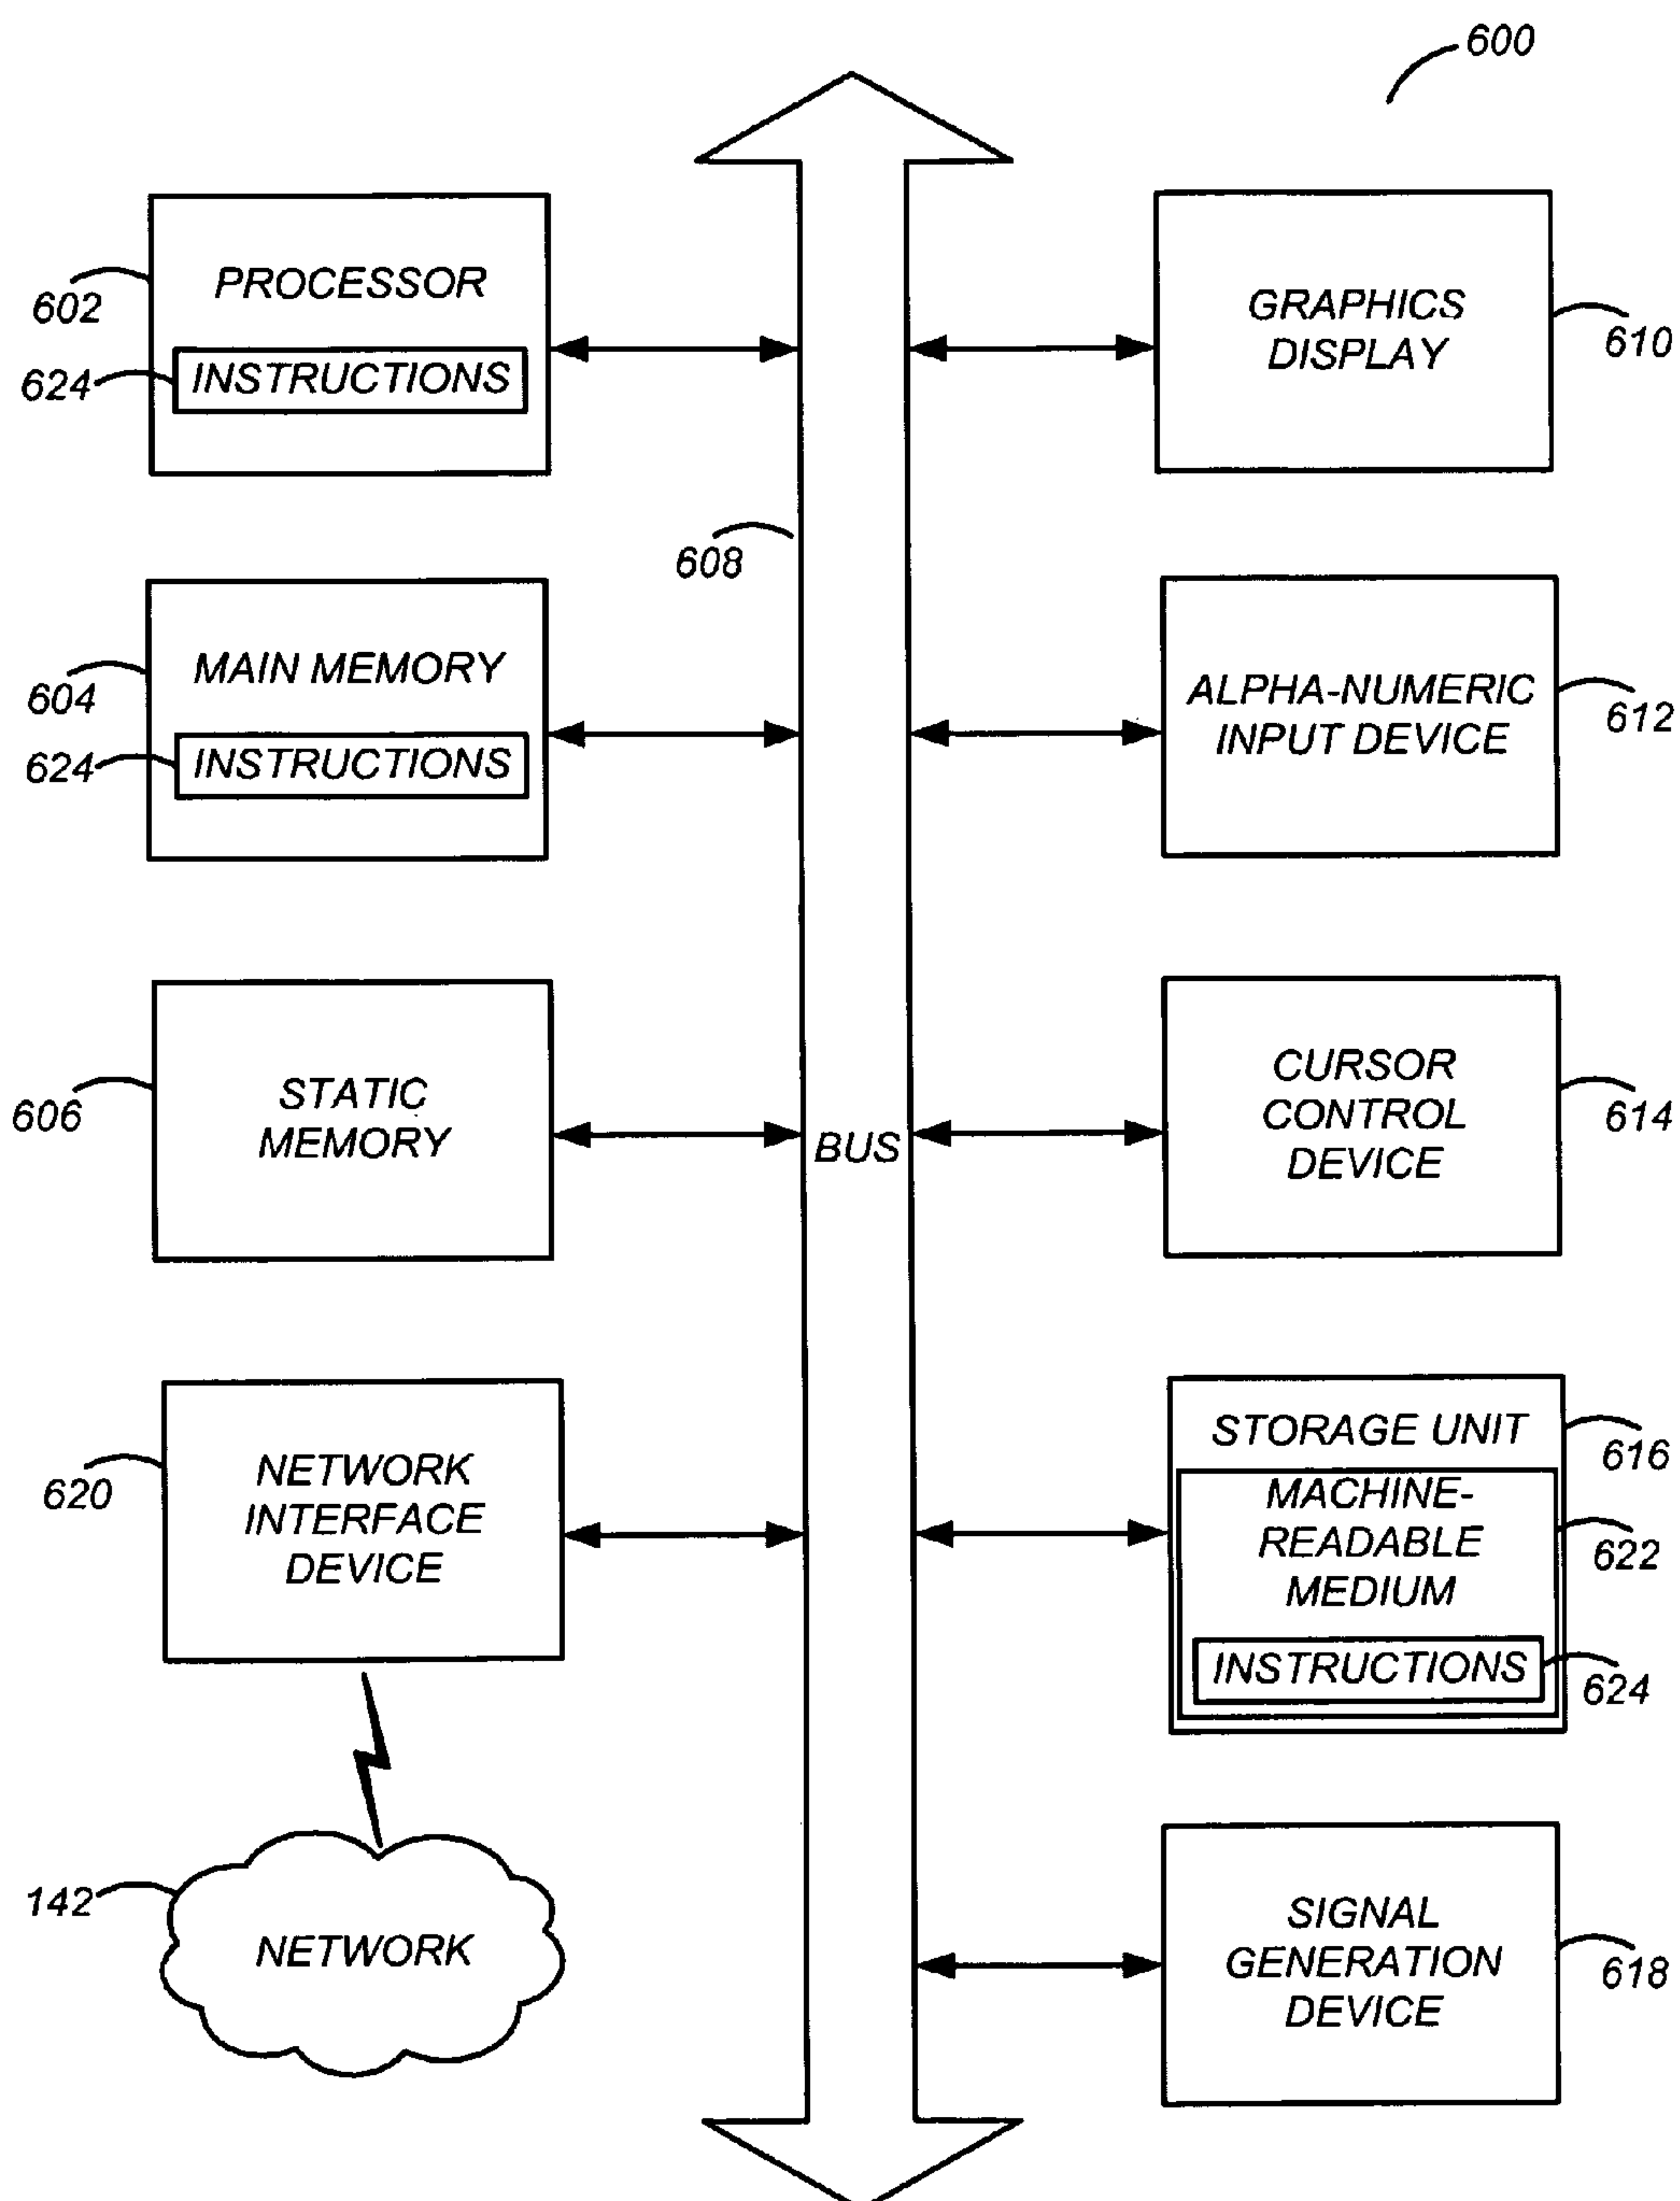 600
PROCESSOR
602
INSTRUCTIONS
624
GRAPHICS
DISPLAY
610
608
MAIN MEMORY
604
INSTRUCTIONS
624
ALPHA-NUMERIC
INPUT DEVICE
612
STATIC
MEMORY
606
BUS
CURSOR
CONTROL
DEVICE
614
NETWORK
INTERFACE
DEVICE
620
STORAGE UNIT
616
MACHINE-
READABLE
MEDIUM
622
INSTRUCTIONS
624
142
NETWORK
SIGNAL
GENERATION
DEVICE
618